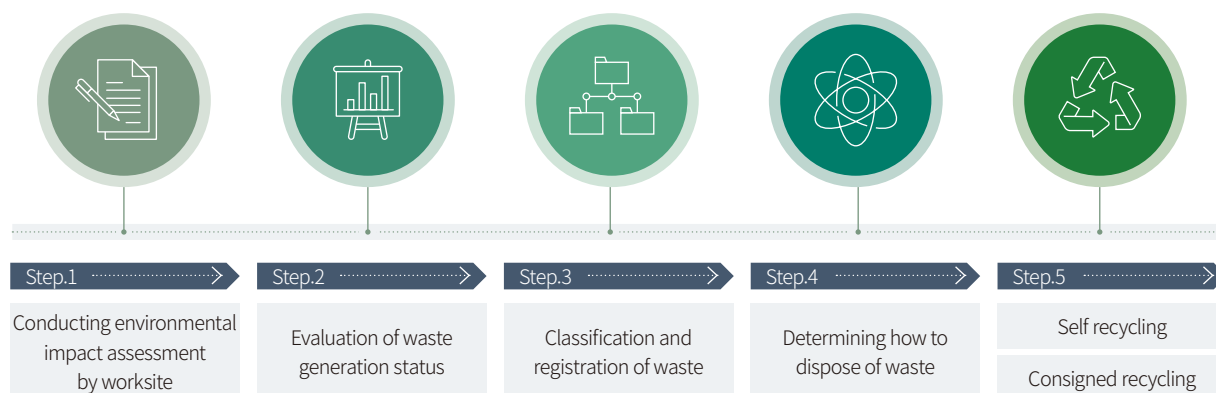 Step.1
Conducting environmental
impact assessment
by worksite
Step.2
Evaluation of waste
generation status
Step.3
Classification and
registration of waste
Step.4
Determining how to
dispose of waste
Step.5
Self recycling
Consigned recycling